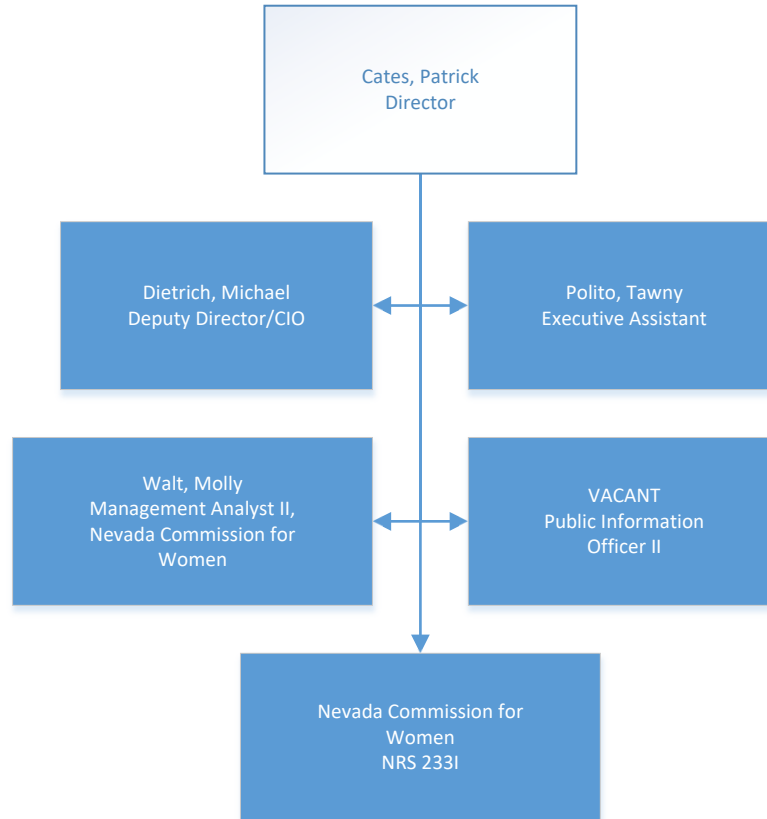 Cates, Patrick
Director
Dietrich, Michael
Deputy Director/CIO
Polito, Tawny
Executive Assistant
Walt, Molly
Management Analyst II,
Nevada Commission for
Women
VACANT
Public Information
Officer II
Nevada Commission for
Women
NRS 233I